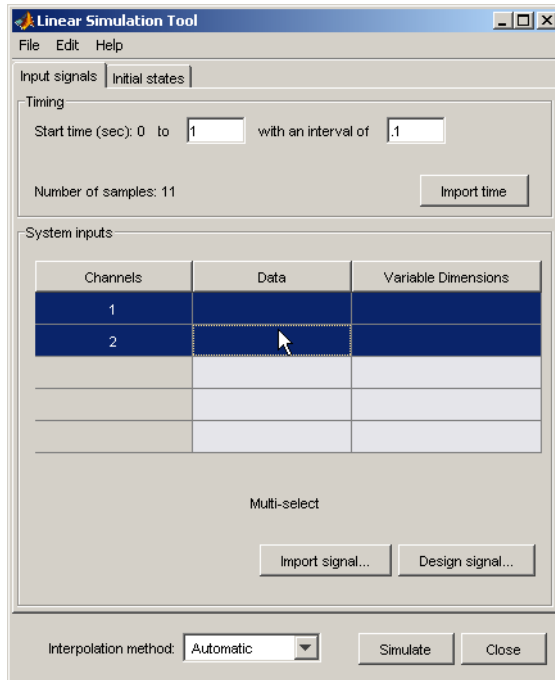 Linear Simulation Tool
File Edit Help
Input signals Initial states
Timing
Start time (sec): 0 to 1 with an interval of .1
Number of samples: 11 Import time
System inputs
Channels Data Variable Dimensions
1
2
Multi-select
Import signal... Design signal...
Interpolation method: Automatic Simulate Close